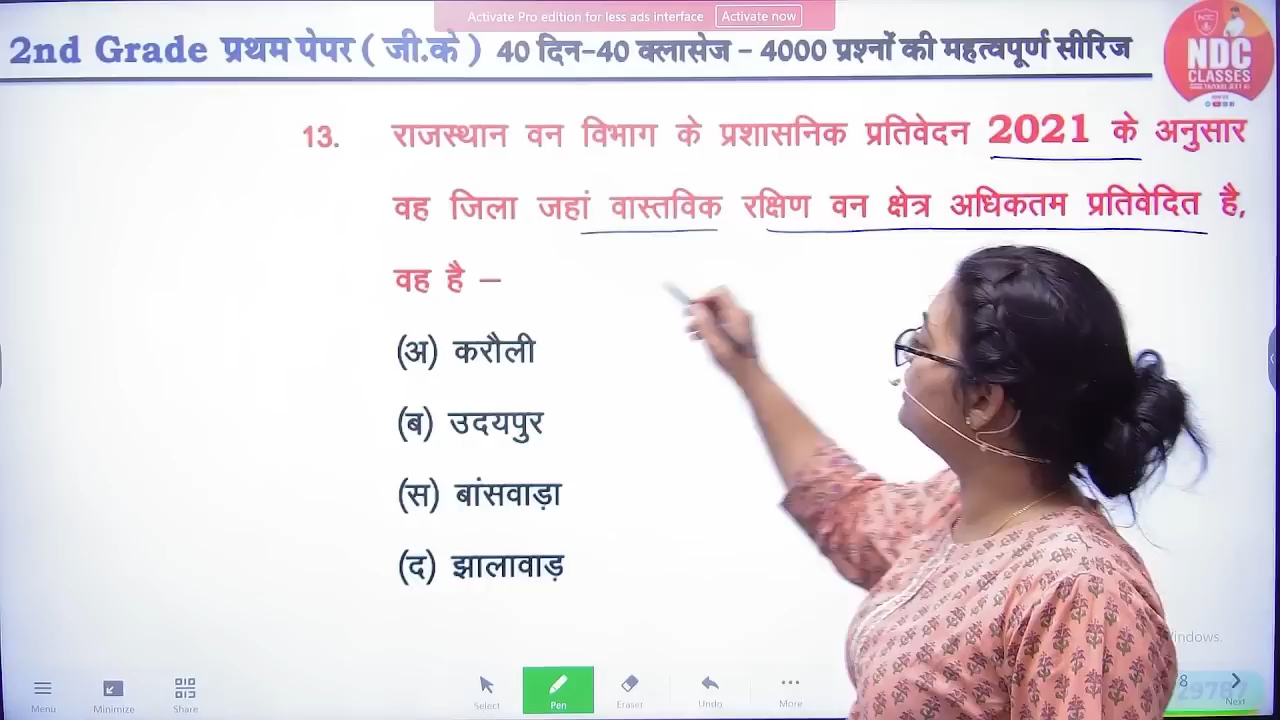 Activate Pro edition for less ads interface Activate now
2nd Grade प्रथम पेपर ( जी.के ) 40 दिन-40 क्लासेज - 4000 प्रश्नों की महत्वपूर्ण सीरिज
NDC
CLASSES
13. राजस्थान वन विभाग के प्रशासनिक प्रतिवेदन 2021 के अनुसार
वह जिला जहां वास्तविक रक्षिण वन क्षेत्र अधिकतम प्रतिवेदित है,
वह है –
(अ) करौली
(ब) उदयपुर
(स) बांसवाड़ा
(द) झालावाड़
Menu Minimize Share Select Pen Eraser Undo More 8 Next